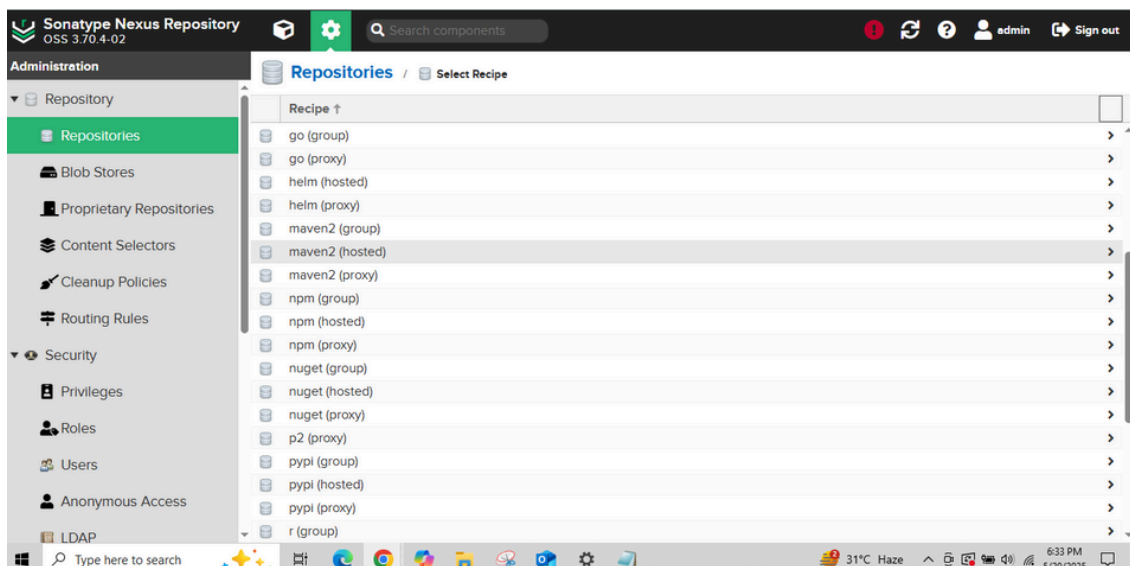 Sonatype Nexus Repository
OSS 3.70.4-02
Search components
admin
Sign out
Administration
Repositories / Select Recipe
Repository
Repositories
Blob Stores
Proprietary Repositories
Content Selectors
Cleanup Policies
Routing Rules
Security
Privileges
Roles
Users
Anonymous Access
LDAP
Recipe
go (group)
go (proxy)
helm (hosted)
helm (proxy)
maven2 (group)
maven2 (hosted)
maven2 (proxy)
npm (group)
npm (hosted)
npm (proxy)
nuget (group)
nuget (hosted)
nuget (proxy)
p2 (proxy)
pypi (group)
pypi (hosted)
pypi (proxy)
r (group)
Type here to search
2
31°C Haze
6:33 PM